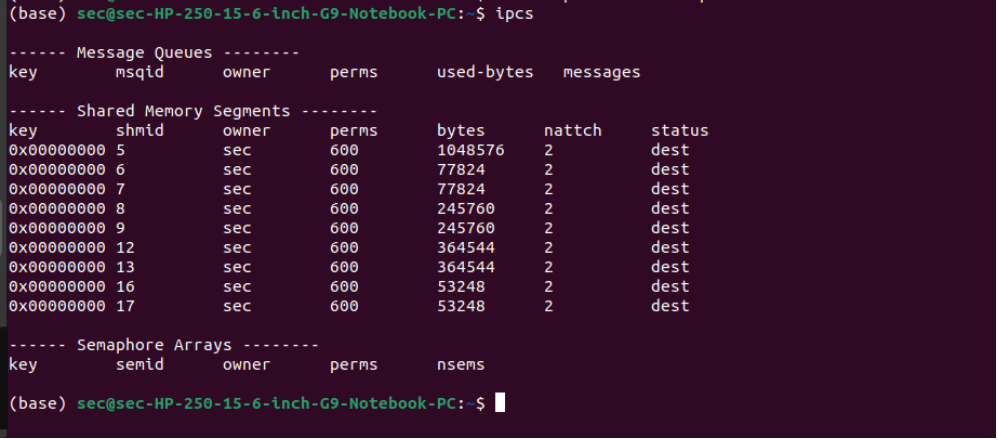 (base) sec@sec-HP-250-15-6-inch-G9-Notebook-PC:~$ ipcs
------ Message Queues --------
key        msqid      owner      perms      used-bytes   messages
------ Shared Memory Segments --------
key        shmid      owner      perms      bytes      nattch     status
0x00000000 5          sec        600        1048576    2          dest
0x00000000 6          sec        600        77824      2          dest
0x00000000 7          sec        600        77824      2          dest
0x00000000 8          sec        600        245760     2          dest
0x00000000 9          sec        600        245760     2          dest
0x00000000 12         sec        600        364544     2          dest
0x00000000 13         sec        600        364544     2          dest
0x00000000 16         sec        600        53248      2          dest
0x00000000 17         sec        600        53248      2          dest
------ Semaphore Arrays --------
key        semid      owner      perms      nsems
(base) sec@sec-HP-250-15-6-inch-G9-Notebook-PC:~$